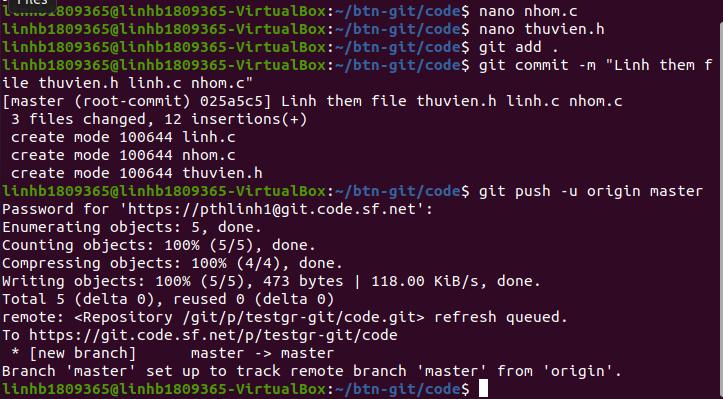 Files
linhb1809365@linhb1809365-VirtualBox:~/btn-git/code$ nano nhom.c
linhb1809365@linhb1809365-VirtualBox:~/btn-git/code$ nano thuvien.h
linhb1809365@linhb1809365-VirtualBox:~/btn-git/code$ git add .
linhb1809365@linhb1809365-VirtualBox:~/btn-git/code$ git commit -m "Linh them f
ile thuvien.h linh.c nhom.c"
[master (root-commit) 025a5c5] Linh them file thuvien.h linh.c nhom.c
 3 files changed, 12 insertions(+)
 create mode 100644 linh.c
 create mode 100644 nhom.c
 create mode 100644 thuvien.h
linhb1809365@linhb1809365-VirtualBox:~/btn-git/code$ git push -u origin master
Password for 'https://pthlinh1@git.code.sf.net':
Enumerating objects: 5, done.
Counting objects: 100% (5/5), done.
Compressing objects: 100% (4/4), done.
Writing objects: 100% (5/5), 473 bytes | 118.00 KiB/s, done.
Total 5 (delta 0), reused 0 (delta 0)
remote: <Repository /git/p/testgr-git/code.git> refresh queued.
To https://git.code.sf.net/p/testgr-git/code
 * [new branch]      master -> master
Branch 'master' set up to track remote branch 'master' from 'origin'.
linhb1809365@linhb1809365-VirtualBox:~/btn-git/code$